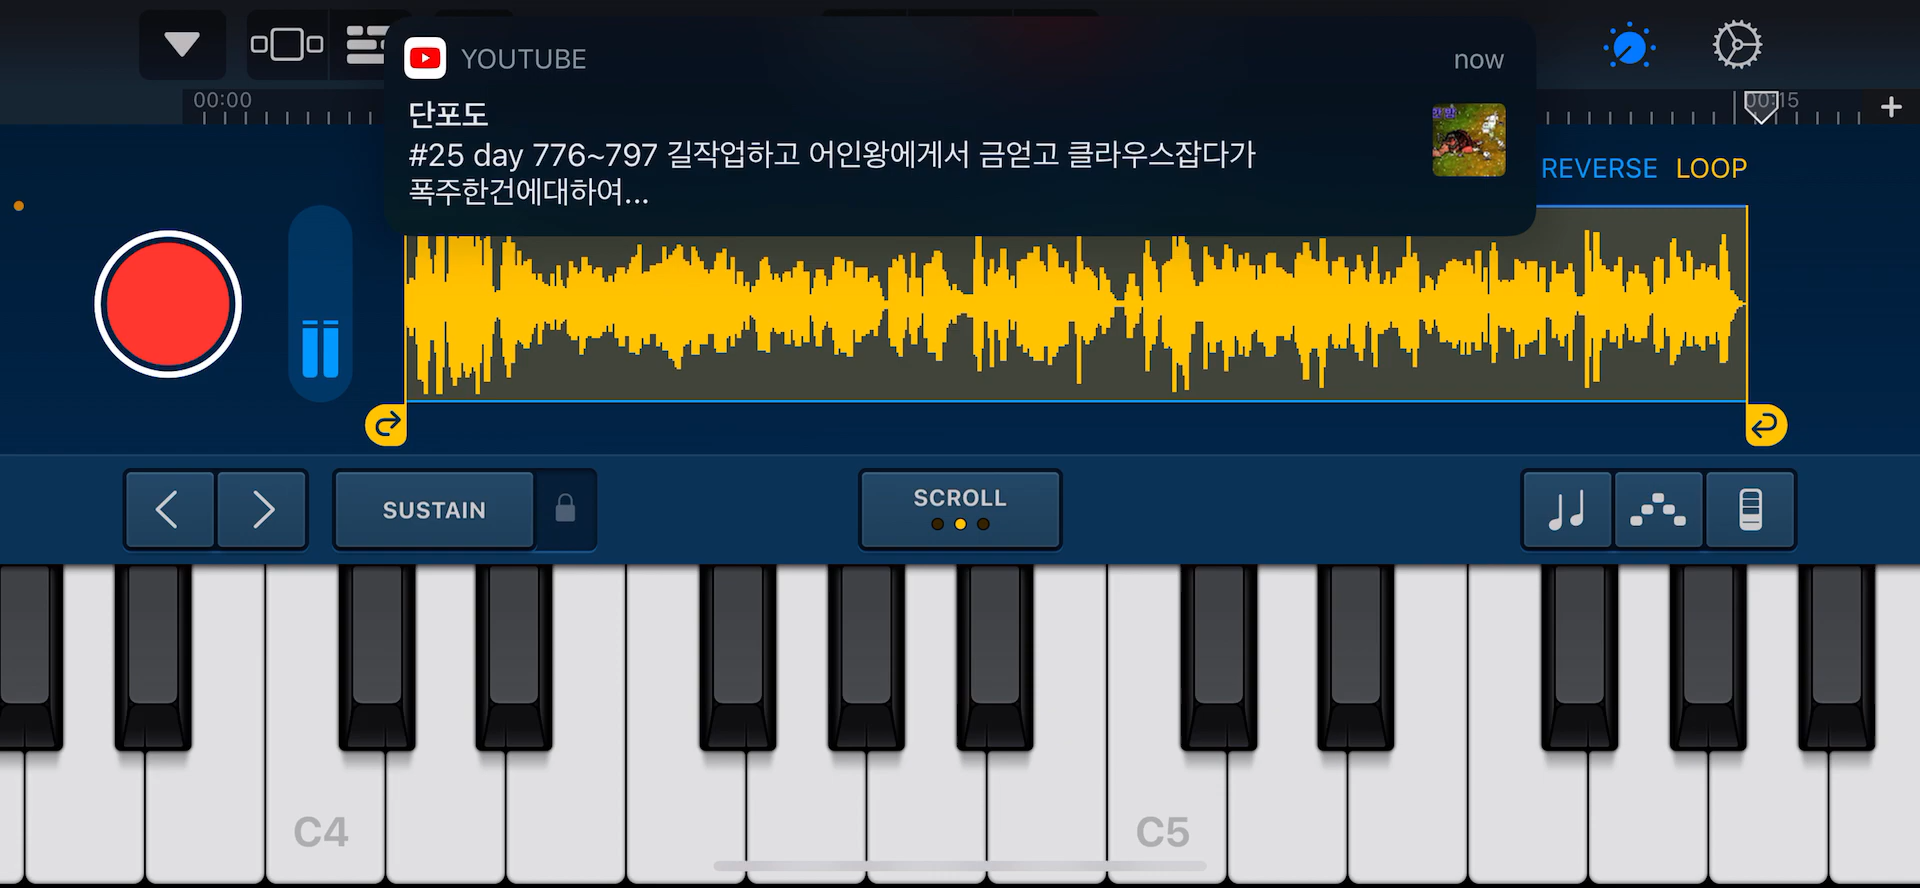 YOUTUBE
now
00:00
단포도
00:15
#25 day 776~797 길작업하고 어인왕에게서 금얻고 클라우스잡다가
폭주한건에대하여...
REVERSE LOOP
SUSTAIN
SCROLL
C4
C5